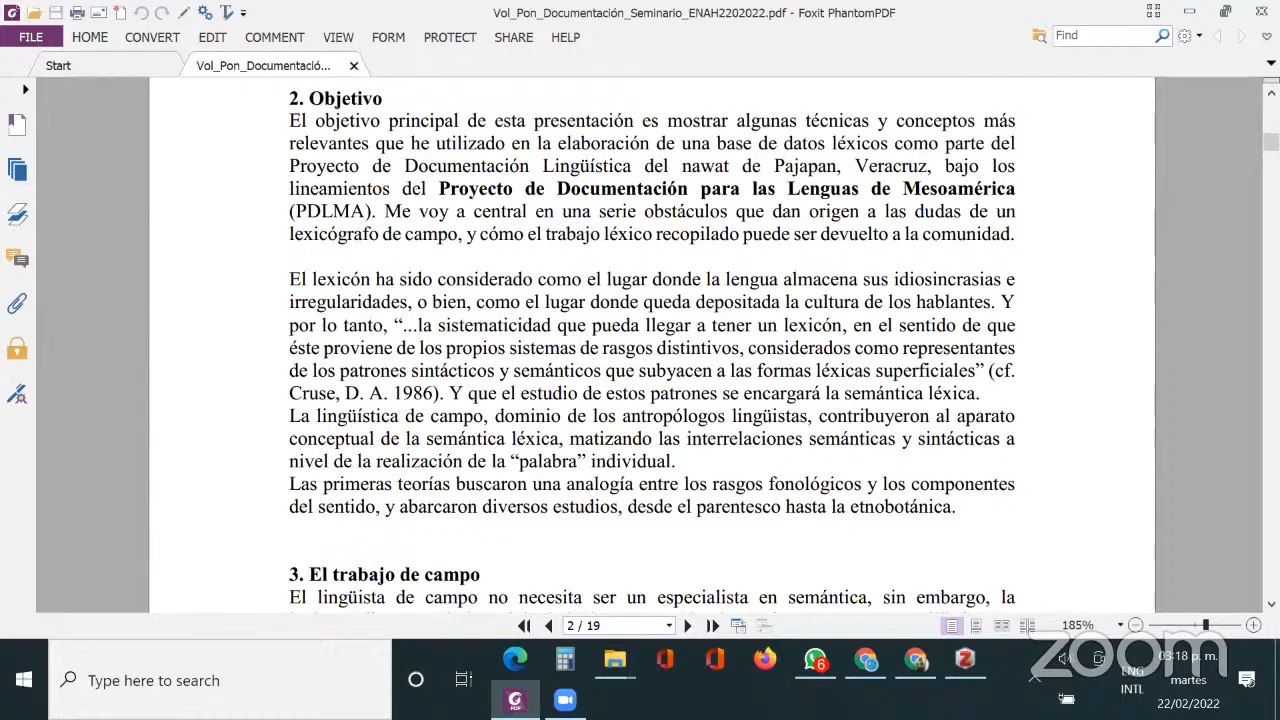 Vol_Pon_Documentación_Seminario_ENAH2202022.pdf - Foxit PhantomPDF
FILE HOME CONVERT EDIT COMMENT VIEW FORM PROTECT SHARE HELP
Find
Start
Vol_Pon_Documentació...
2. Objetivo
El objetivo principal de esta presentación es mostrar algunas técnicas y conceptos más
relevantes que he utilizado en la elaboración de una base de datos léxicos como parte del
Proyecto de Documentación Lingüística del nawat de Pajapan, Veracruz, bajo los
lineamientos del Proyecto de Documentación para las Lenguas de Mesoamérica
(PDLMA). Me voy a central en una serie obstáculos que dan origen a las dudas de un
lexicógrafo de campo, y cómo el trabajo léxico recopilado puede ser devuelto a la comunidad.
El lexicón ha sido considerado como el lugar donde la lengua almacena sus idiosincrasias e
irregularidades, o bien, como el lugar donde queda depositada la cultura de los hablantes. Y
por lo tanto, “...la sistematicidad que pueda llegar a tener un lexicón, en el sentido de que
éste proviene de los propios sistemas de rasgos distintivos, considerados como representantes
de los patrones sintácticos y semánticos que subyacen a las formas léxicas superficiales” (cf.
Cruse, D. A. 1986). Y que el estudio de estos patrones se encargará la semántica léxica.
La lingüística de campo, dominio de los antropólogos lingüistas, contribuyeron al aparato
conceptual de la semántica léxica, matizando las interrelaciones semánticas y sintácticas a
nivel de la realización de la “palabra” individual.
Las primeras teorías buscaron una analogía entre los rasgos fonológicos y los componentes
del sentido, y abarcaron diversos estudios, desde el parentesco hasta la etnobotánica.
3. El trabajo de campo
El lingüista de campo no necesita ser un especialista en semántica, sin embargo, la
2 / 19
185%
zoom
Type here to search
6
PDF
ENG
INTL
03:18 p. m.
martes
22/02/2022